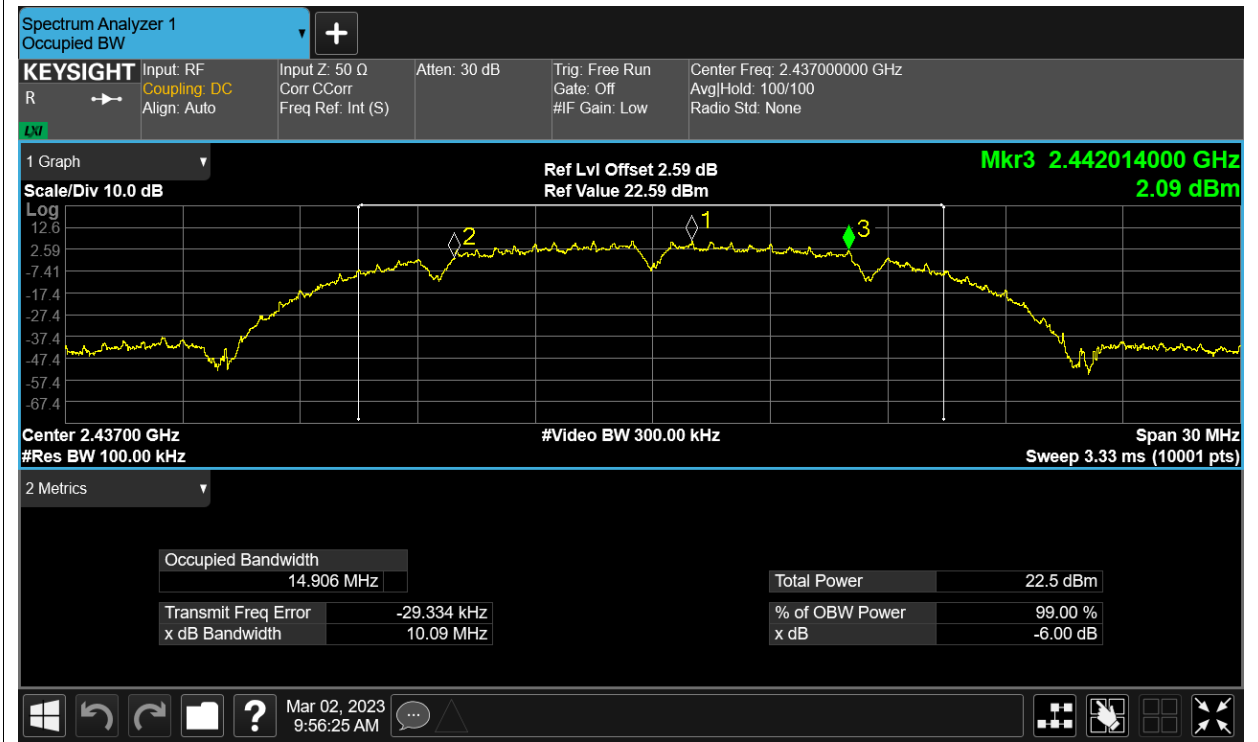 Spectrum Analyzer 1
Occupied BW
KEYSIGHT
R
LXI
Input: RF
Coupling: DC
Align: Auto
Input Z: 50 Ω
Corr CCorr
Freq Ref: Int (S)
Atten: 30 dB
Trig: Free Run
Gate: Off
#IF Gain: Low
Center Freq: 2.437000000 GHz
Avg|Hold: 100/100
Radio Std: None
1 Graph
Scale/Div 10.0 dB
Ref Lvl Offset 2.59 dB
Ref Value 22.59 dBm
Mkr3 2.442014000 GHz
2.09 dBm
Log
12.6
2.59
-7.41
-17.4
-27.4
-37.4
-47.4
-57.4
-67.4
2
1
3
Center 2.43700 GHz
#Res BW 100.00 kHz
#Video BW 300.00 kHz
Span 30 MHz
Sweep 3.33 ms (10001 pts)
2 Metrics
Occupied Bandwidth
14.906 MHz
Transmit Freq Error -29.334 kHz
x dB Bandwidth 10.09 MHz
Total Power 22.5 dBm
% of OBW Power 99.00 %
x dB -6.00 dB
?
Mar 02, 2023
9:56:25 AM